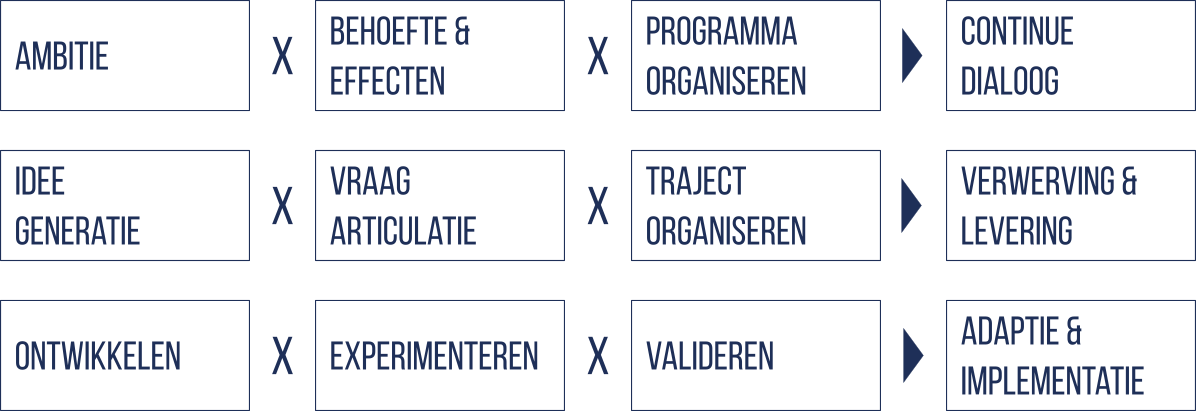 AMBITIE X BEHOEFTE & EFFECTEN X PROGRAMMA ORGANISEREN ▶ CONTINUE DIALOOG
IDEE GENERATIE X VRAAG ARTICULATIE X TRAJECT ORGANISEREN ▶ VERWERVING & LEVERING
ONTWIKKELEN X EXPERIMENTEREN X VALIDEREN ▶ ADAPTIE & IMPLEMENTATIE